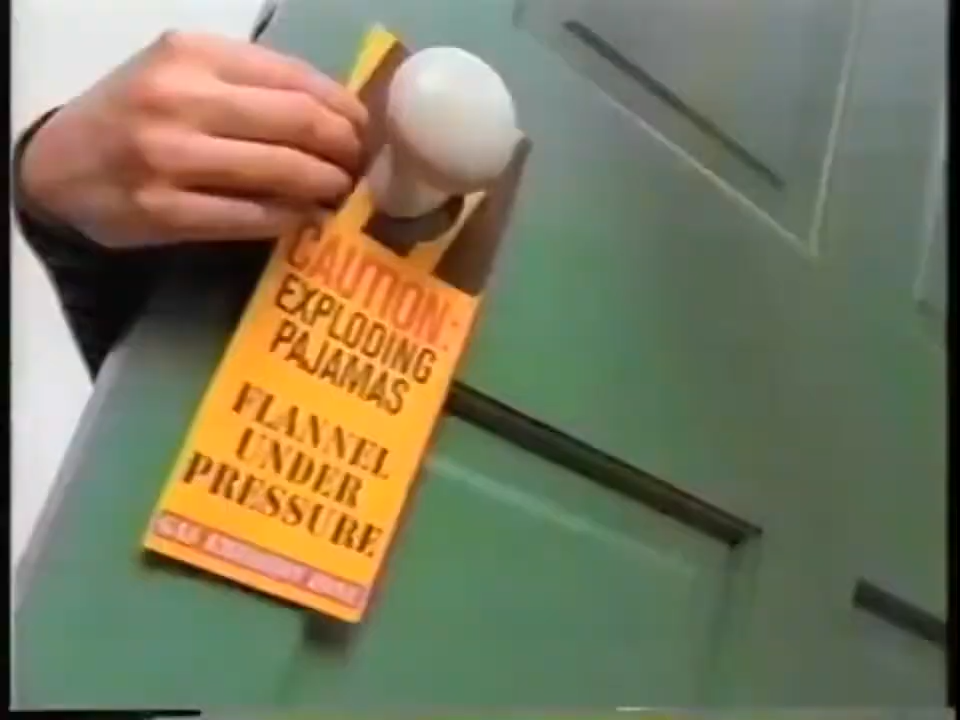 CAUTION:
EXPLODING
PAJAMAS
FLANNEL
UNDER
PRESSURE